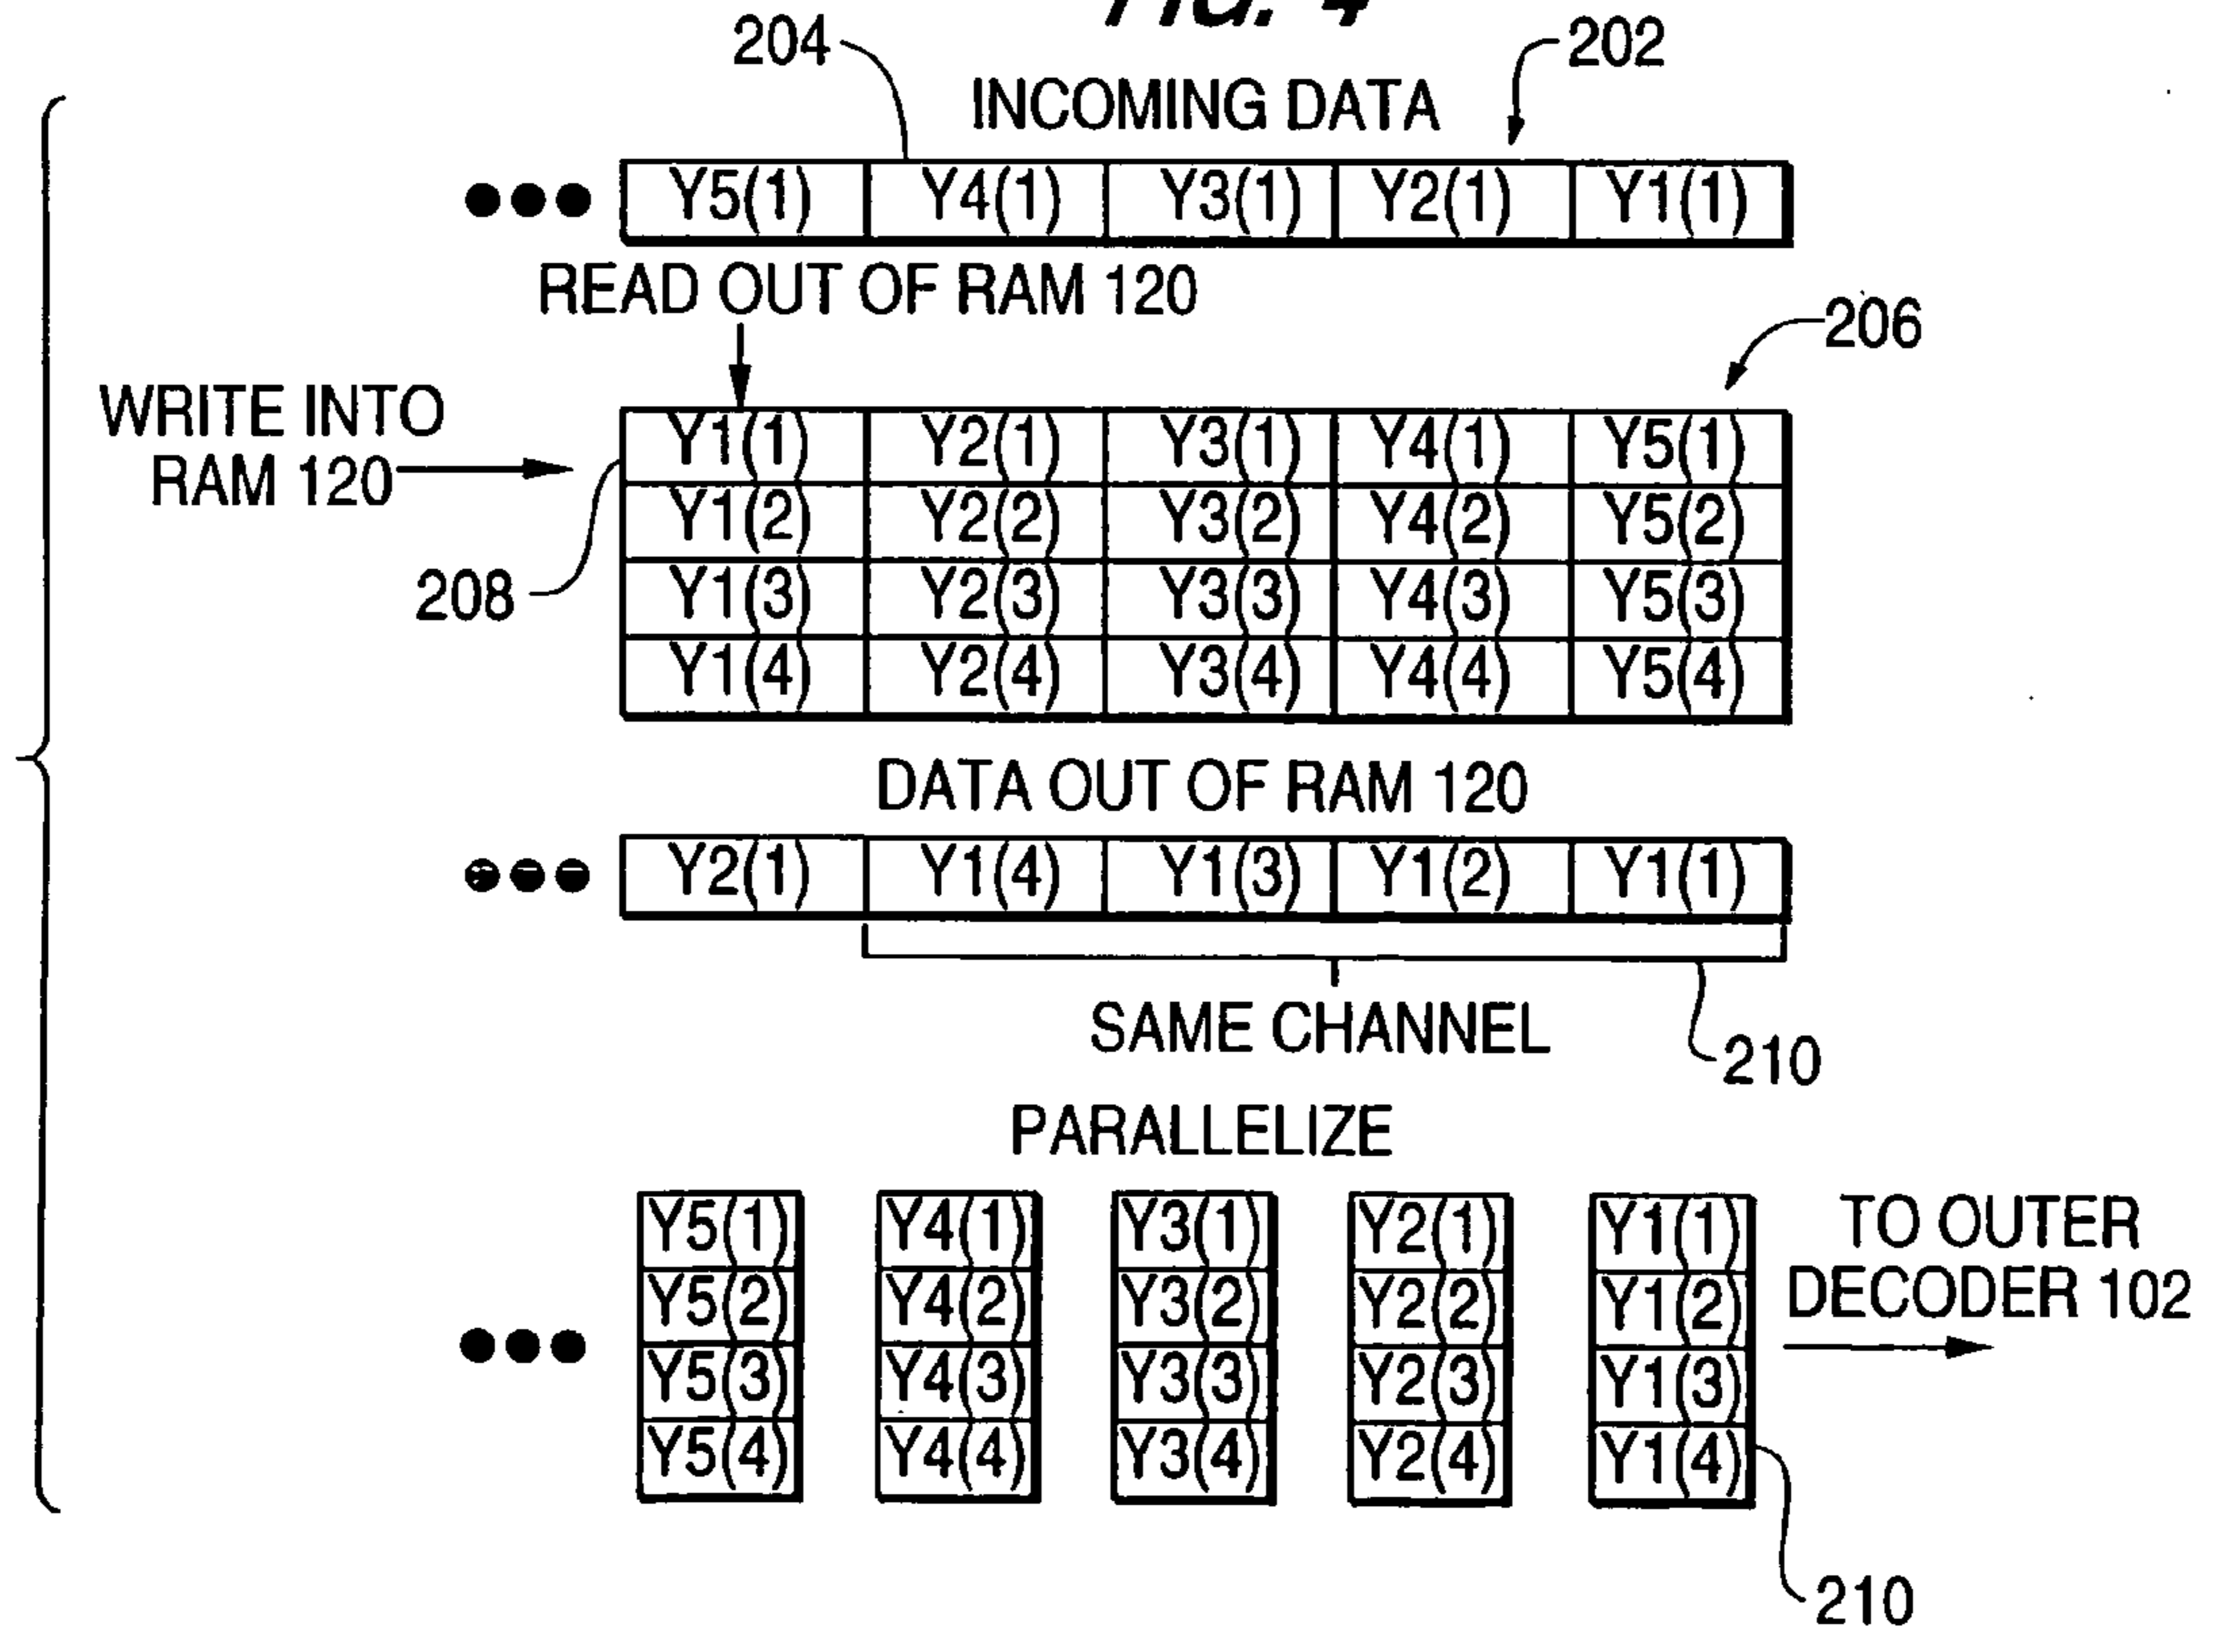 FIG. 4
204
202
INCOMING DATA
Y5(1) Y4(1) Y3(1) Y2(1) Y1(1)
READ OUT OF RAM 120
206
WRITE INTO
RAM 120
208
Y1(1) Y2(1) Y3(1) Y4(1) Y5(1)
Y1(2) Y2(2) Y3(2) Y4(2) Y5(2)
Y1(3) Y2(3) Y3(3) Y4(3) Y5(3)
Y1(4) Y2(4) Y3(4) Y4(4) Y5(4)
DATA OUT OF RAM 120
Y2(1) Y1(4) Y1(3) Y1(2) Y1(1)
SAME CHANNEL
210
PARALLELIZE
Y5(1) Y4(1) Y3(1) Y2(1) Y1(1)
Y5(2) Y4(2) Y3(2) Y2(2) Y1(2)
Y5(3) Y4(3) Y3(3) Y2(3) Y1(3)
Y5(4) Y4(4) Y3(4) Y2(4) Y1(4)
TO OUTER
DECODER 102
210